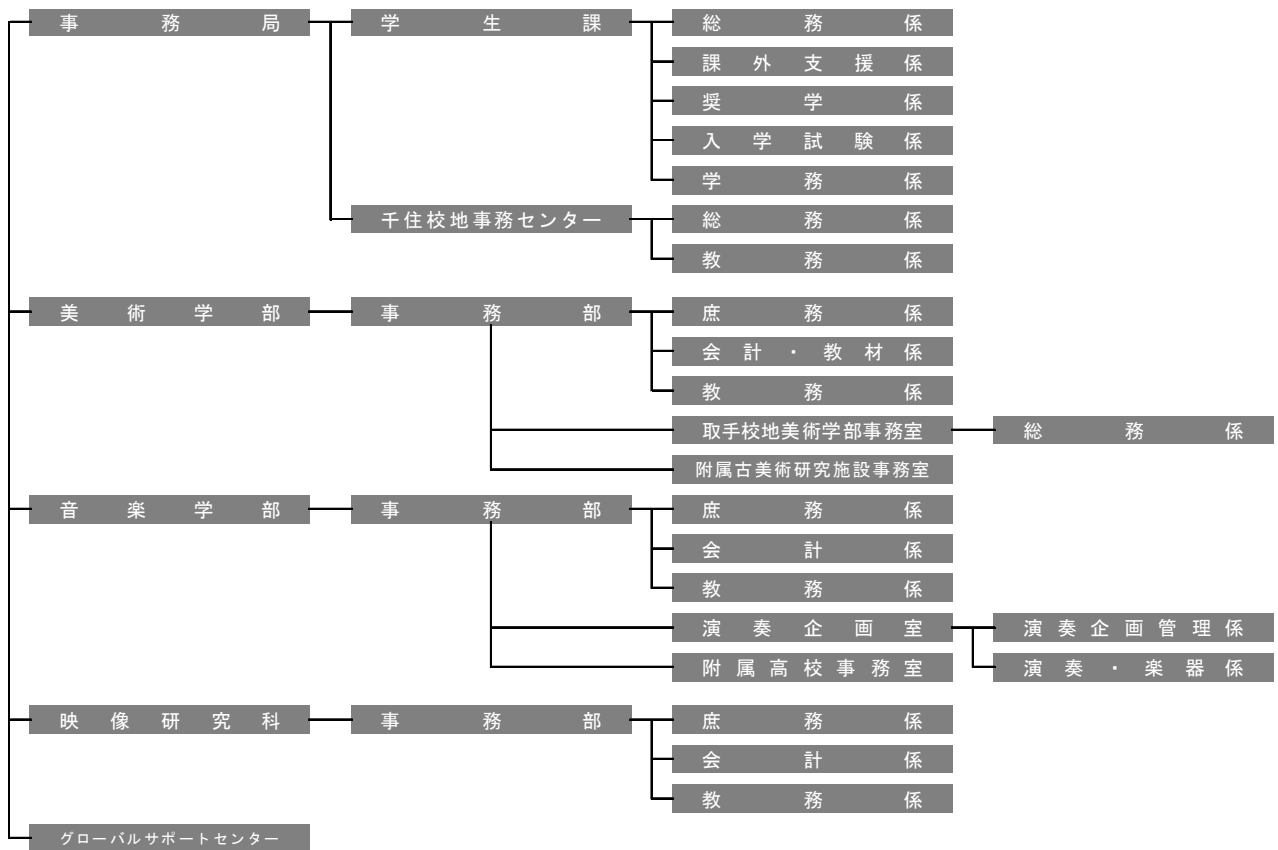 事務局
学生課
総務係
課外支援係
奨学係
入学試験係
学務係
千住校地事務センター
総務係
教務係
美術学部
事務部
庶務係
会計・教材係
教務係
取手校地美術学部事務室
総務係
附属古美術研究施設事務室
音楽学部
事務部
庶務係
会計係
教務係
演奏企画室
演奏企画管理係
演奏・楽器係
附属高校事務室
映像研究科
事務部
庶務係
会計係
教務係
グローバルサポートセンター